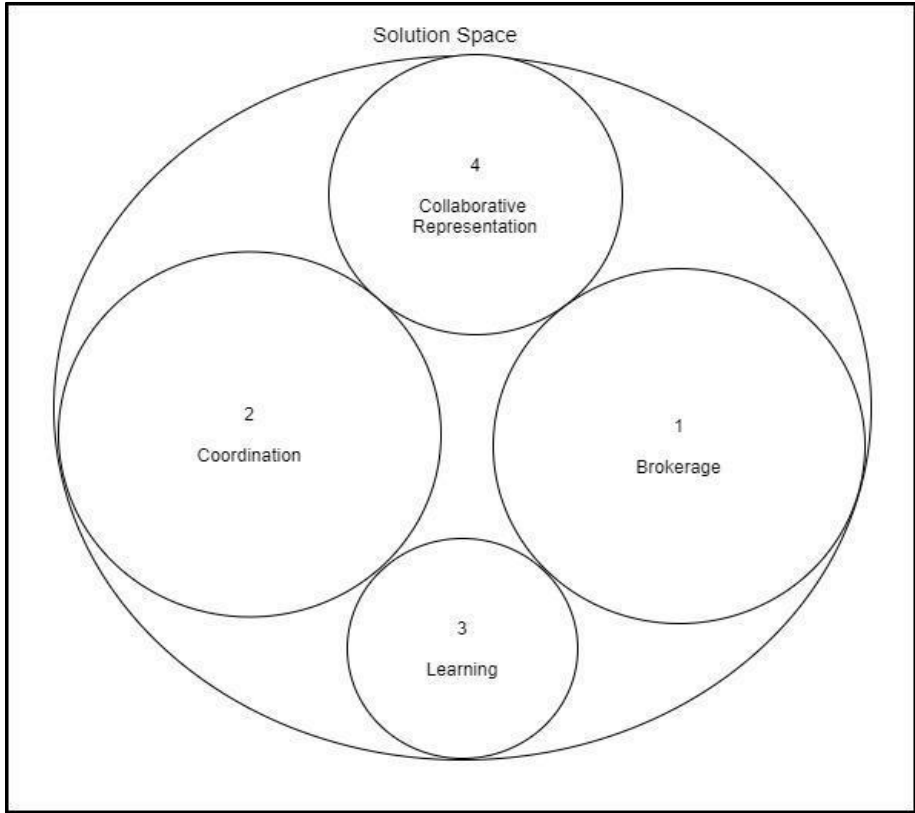 Solution Space
4
Collaborative
Representation
2
Coordination
1
Brokerage
3
Learning